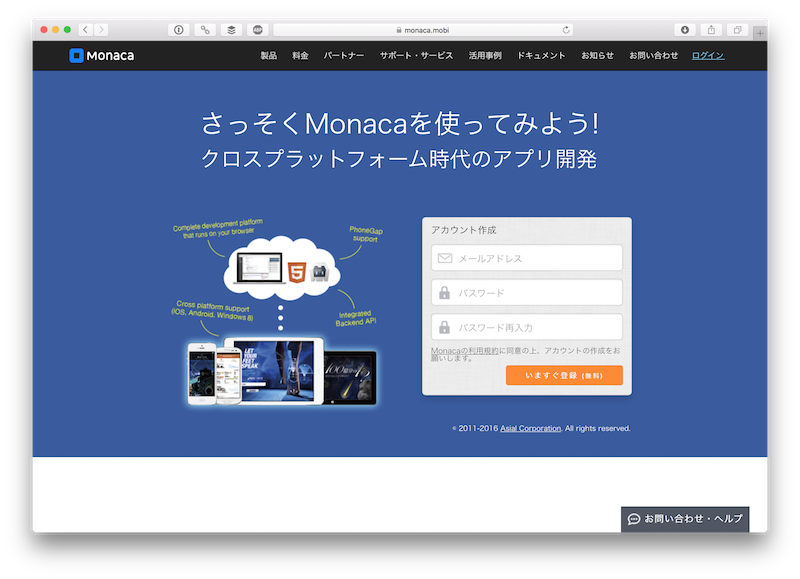 monaca.mobi
Monaca
製品 料金 パートナー サポート・サービス 活用事例 ドキュメント お知らせ お問い合わせ ログイン
さっそくMonacaを使ってみよう!
クロスプラットフォーム時代のアプリ開発
Complete development platform
that runs on your browser
PhoneGap
support
Cross platform support
(iOS, Android, Windows 8)
Integrated
Backend API
LET
YOUR
FEET
SPEAK
アカウント作成
メールアドレス
パスワード
パスワード再入力
Monacaの利用規約に同意の上、アカウントの作成をお
願いします。
いますぐ登録 (無料)
© 2011-2016 Asial Corporation. All rights reserved.
お問い合わせ・ヘルプ